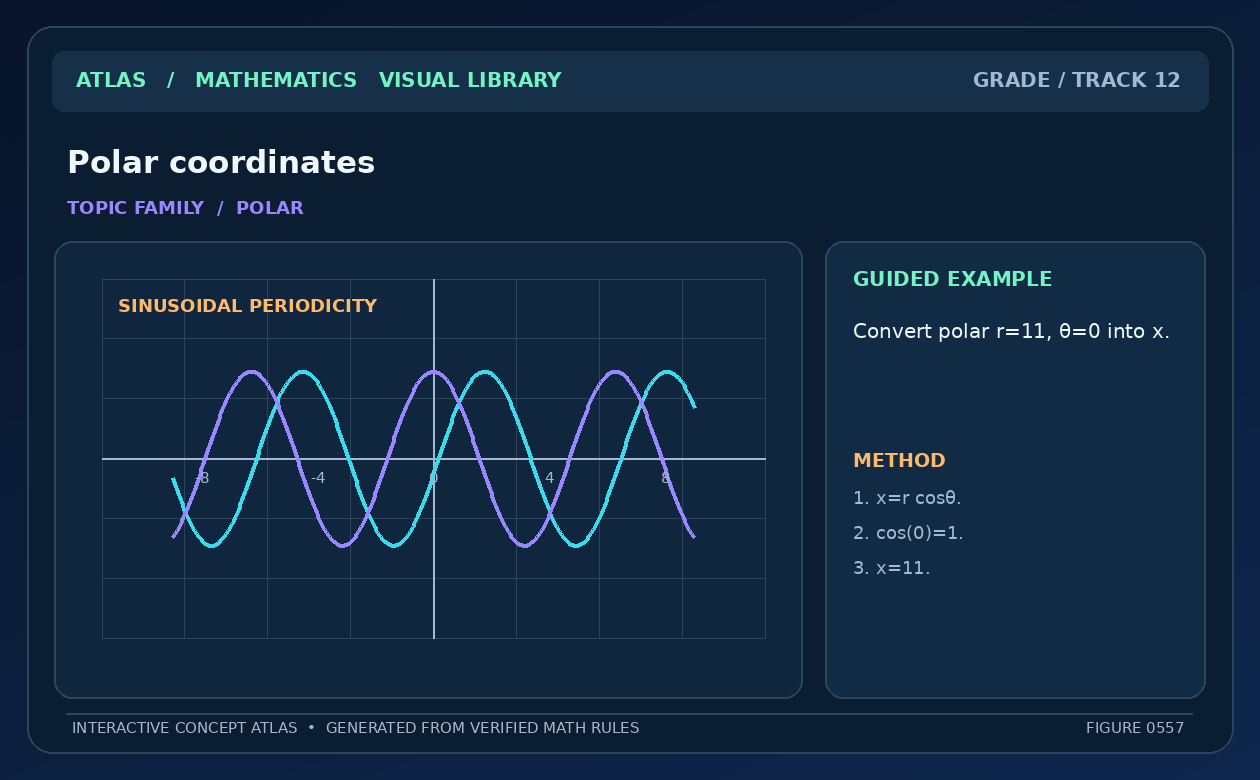 ATLAS / MATHEMATICS VISUAL LIBRARY
GRADE / TRACK 12
Polar coordinates
TOPIC FAMILY / POLAR
SINUSOIDAL PERIODICITY
-8 -4 0 4 8
GUIDED EXAMPLE
Convert polar r=11, θ=0 into x.
METHOD
1. x=r cosθ.
2. cos(0)=1.
3. x=11.
INTERACTIVE CONCEPT ATLAS • GENERATED FROM VERIFIED MATH RULES
FIGURE 0557